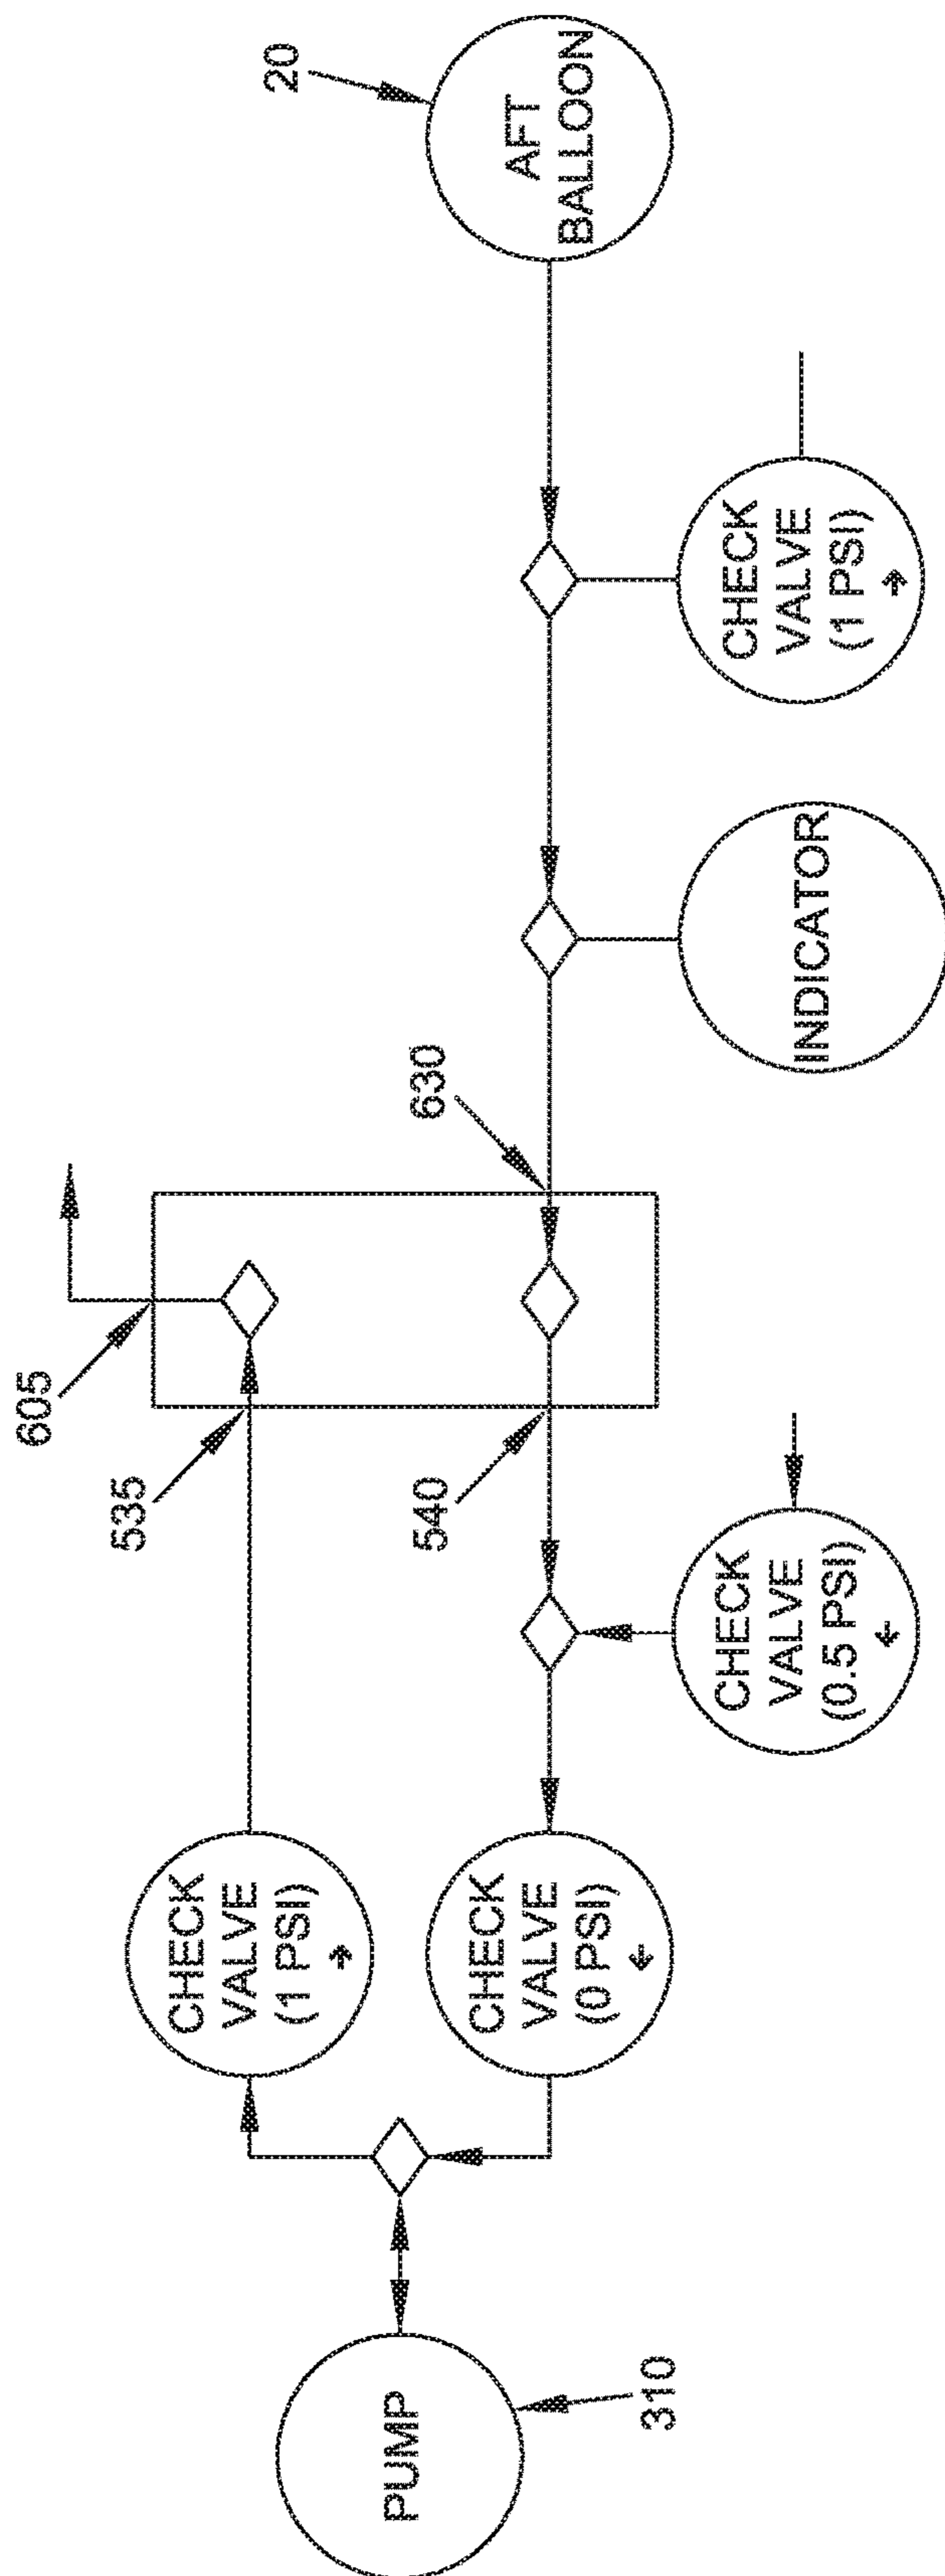 20
AFT
BALLOON
605
535
630
540
CHECK
VALVE
(1 PSI)
→
INDICATOR
CHECK
VALVE
(0.5 PSI)
←
CHECK
VALVE
(1 PSI)
→
CHECK
VALVE
(0 PSI)
←
PUMP
310